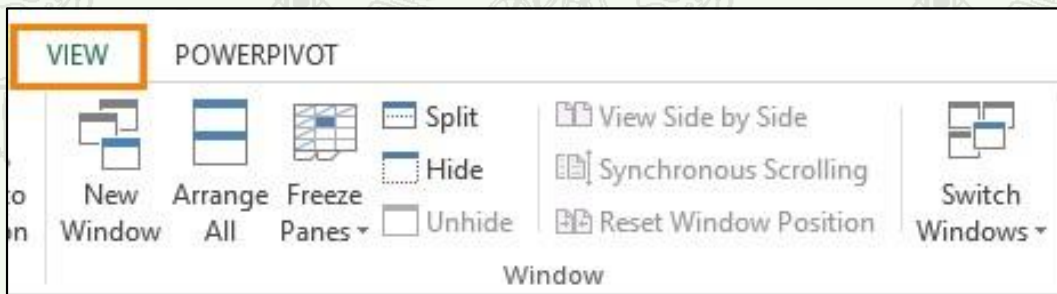 VIEW POWERPIVOT
Split
Hide
Unhide
View Side by Side
Synchronous Scrolling
Reset Window Position
New
Window
Arrange
All
Freeze
Panes
Switch
Windows
Window